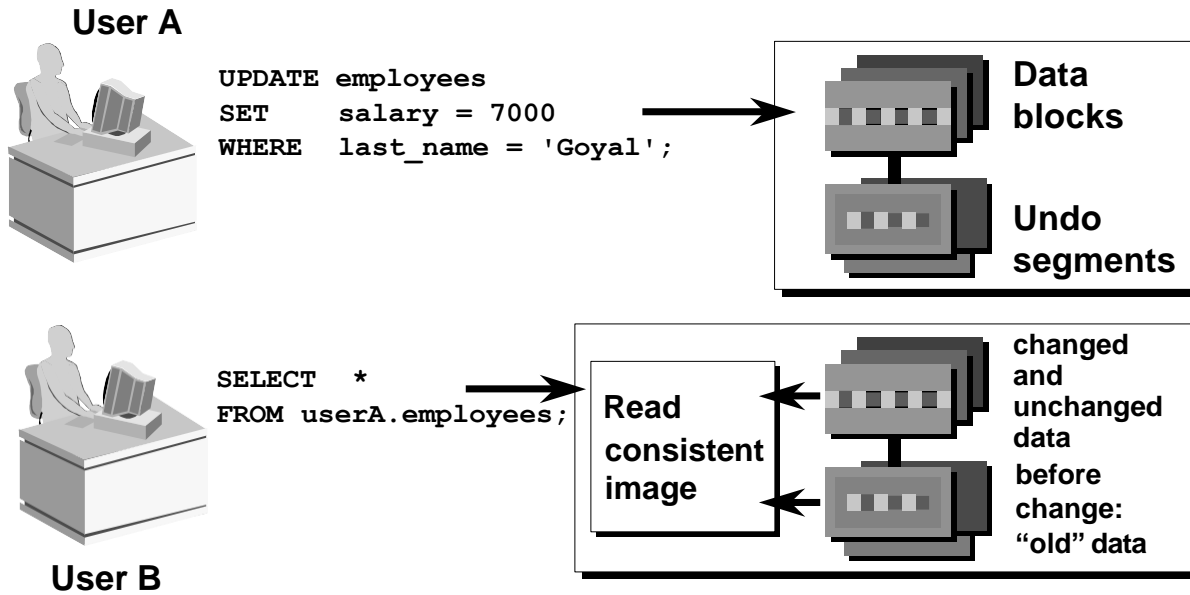 User A
UPDATE employees
SET salary = 7000
WHERE last_name = 'Goyal';
Data
blocks
Undo
segments
SELECT *
FROM userA.employees;
Read
consistent
image
changed
and
unchanged
data
before
change:
“old” data
User B